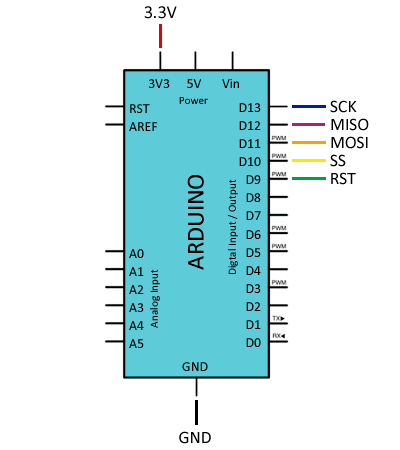 3.3V
3V3 5V Vin
Power
RST D13 SCK
AREF D12 MISO
PWM D11 MOSI
PWM D10 SS
PWM D9 RST
D8
D7
PWM D6
A0 PWM D5
A1 D4
A2 PWM D3
A3 D2
A4 TX D1
A5 RX D0
ARDUINO
Digtal Input / Output
Analog Input
GND
GND